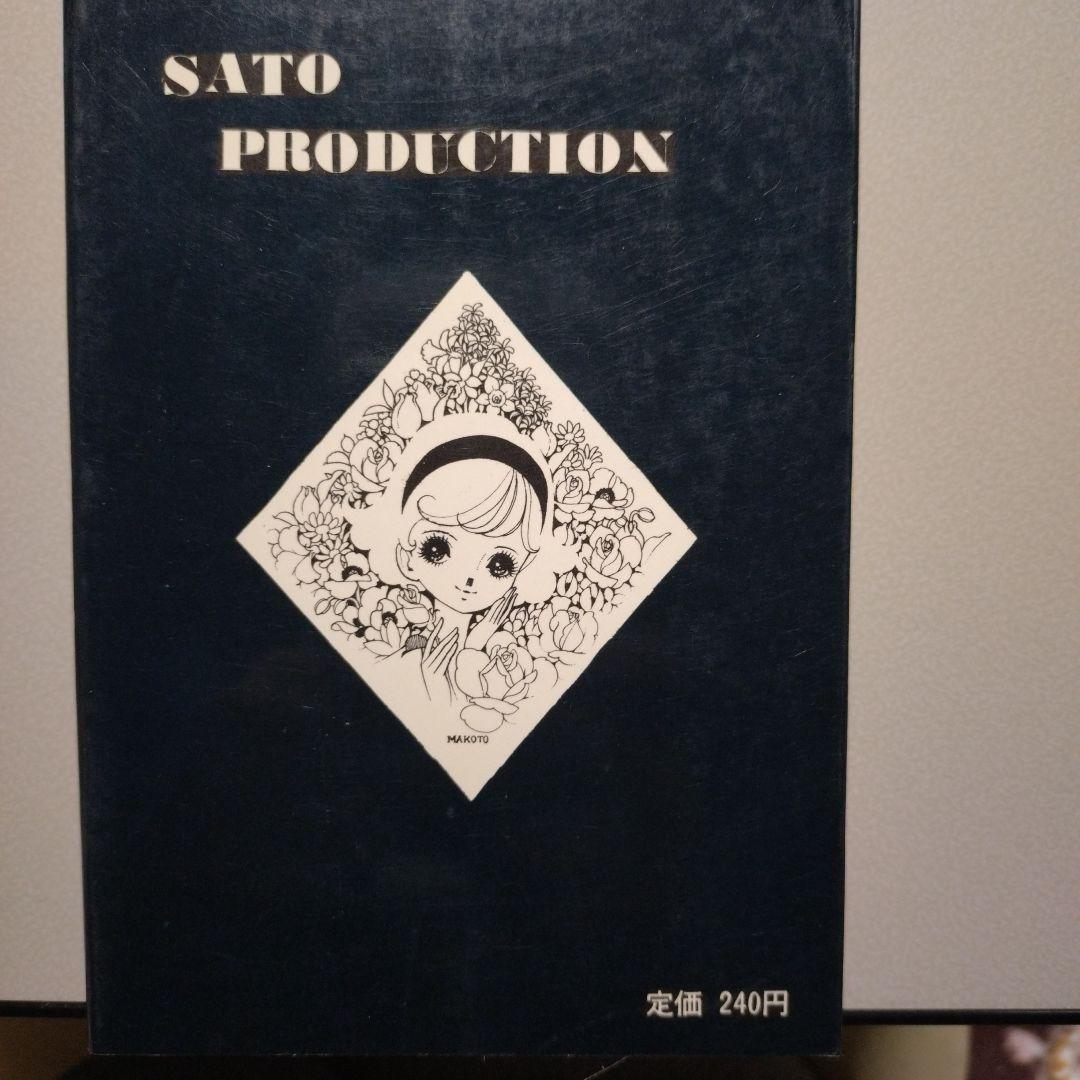 SATO
PRODUCTION
MAKOTO
定価 240円